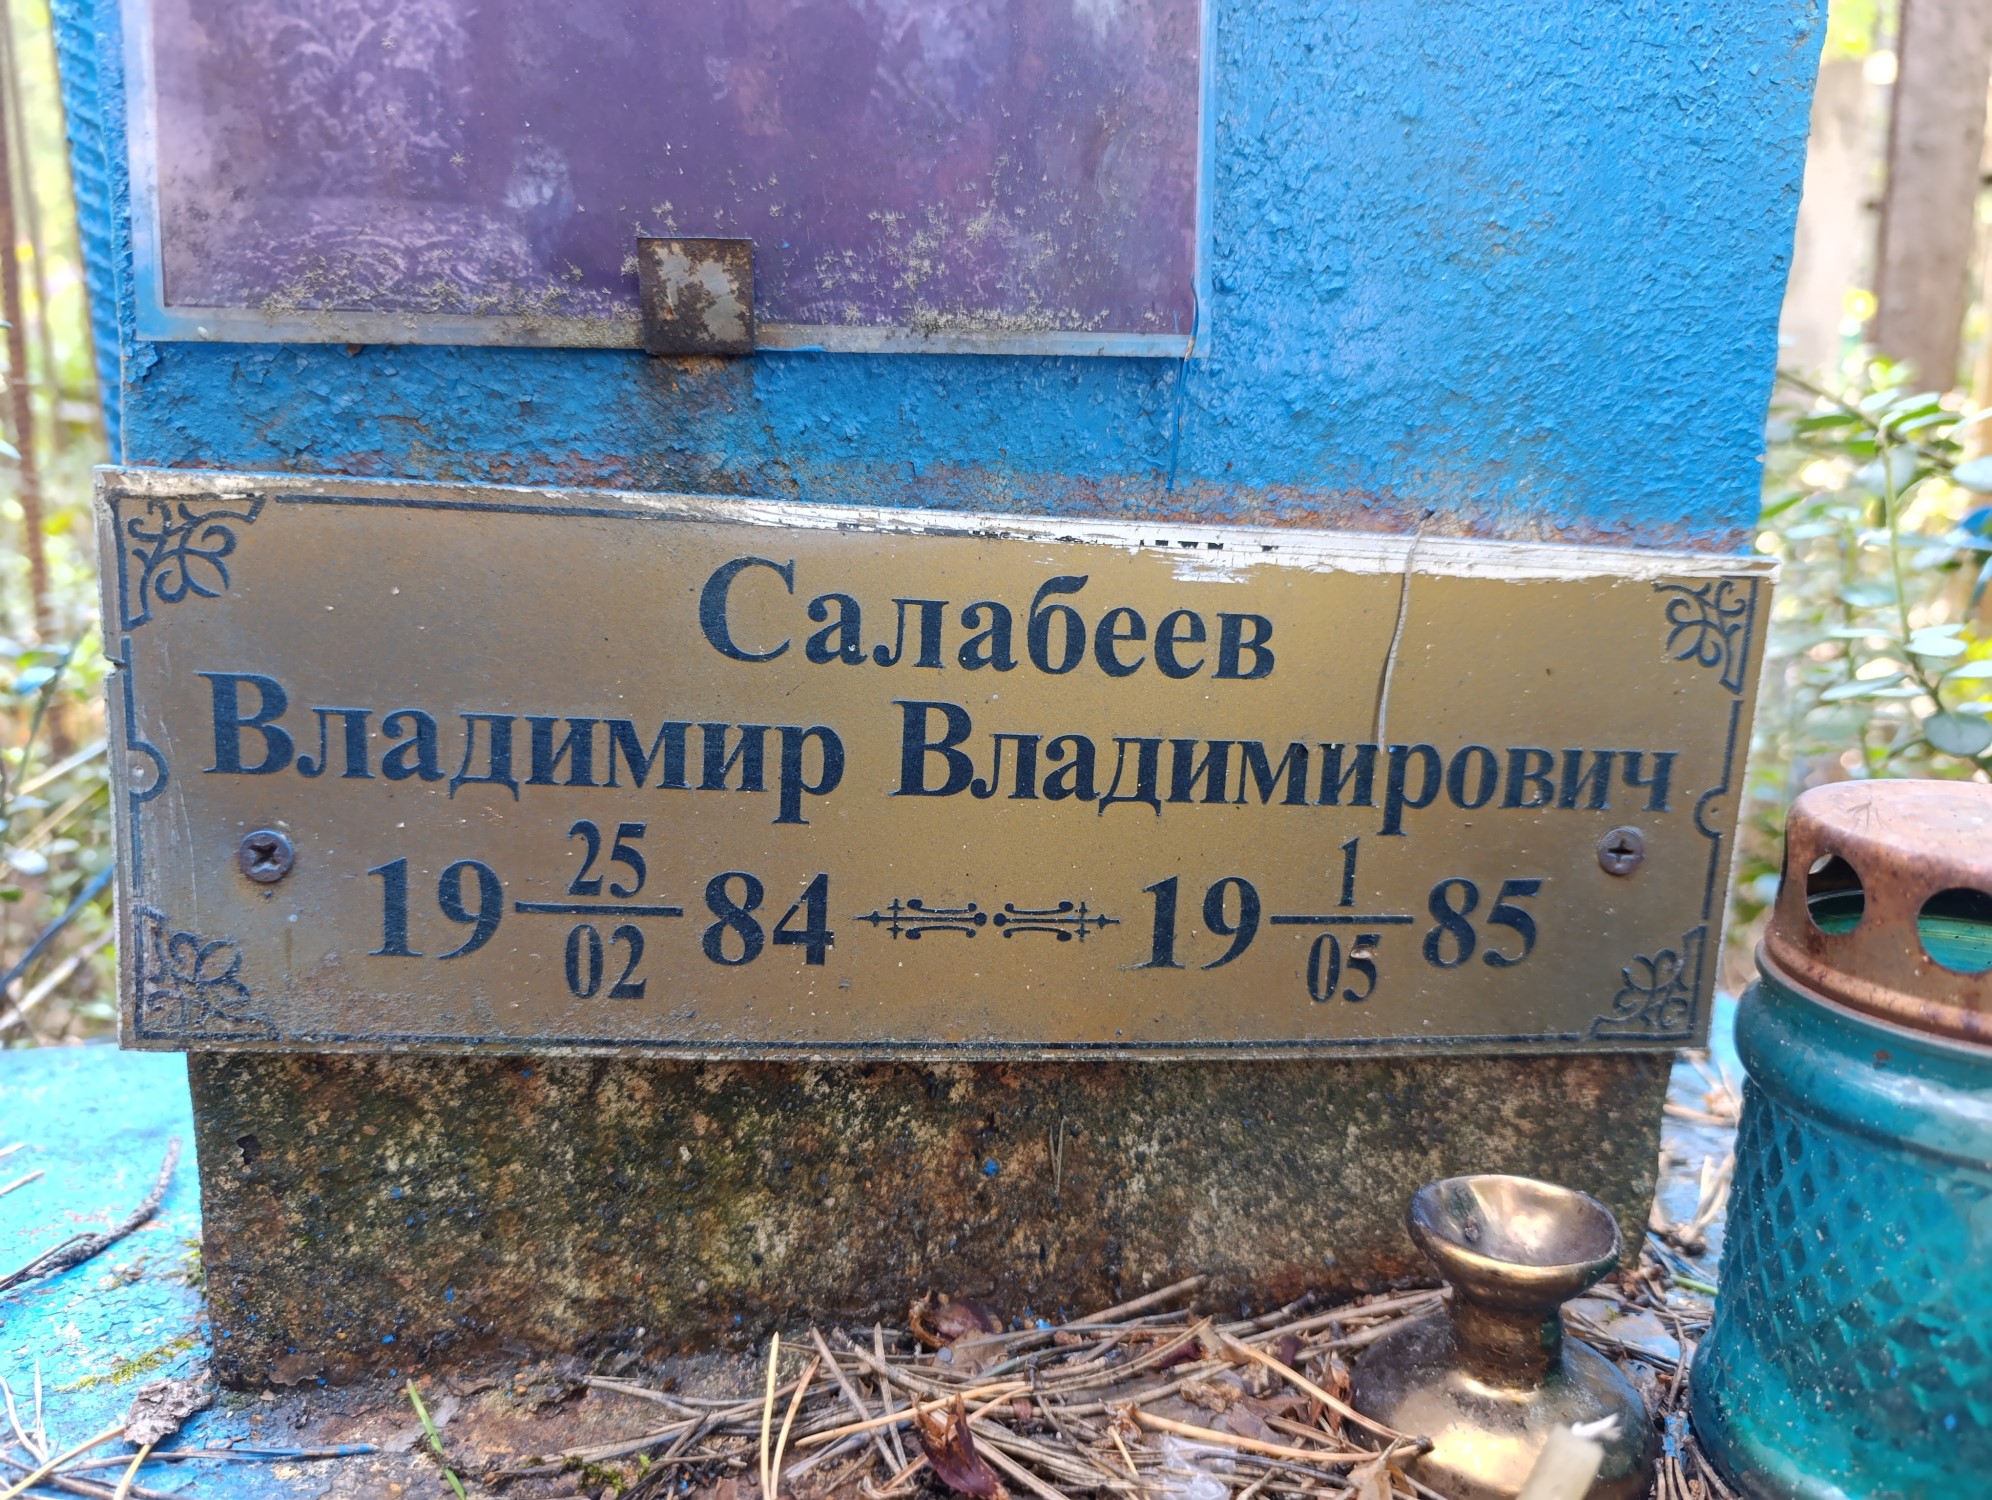 Салабеев
Владимир Владимирович
19 25/02 84 19 1/05 85